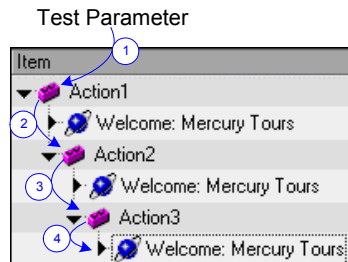 Test Parameter
1
Item
Action1
2
Welcome: Mercury Tours
Action2
3
Welcome: Mercury Tours
Action3
4
Welcome: Mercury Tours